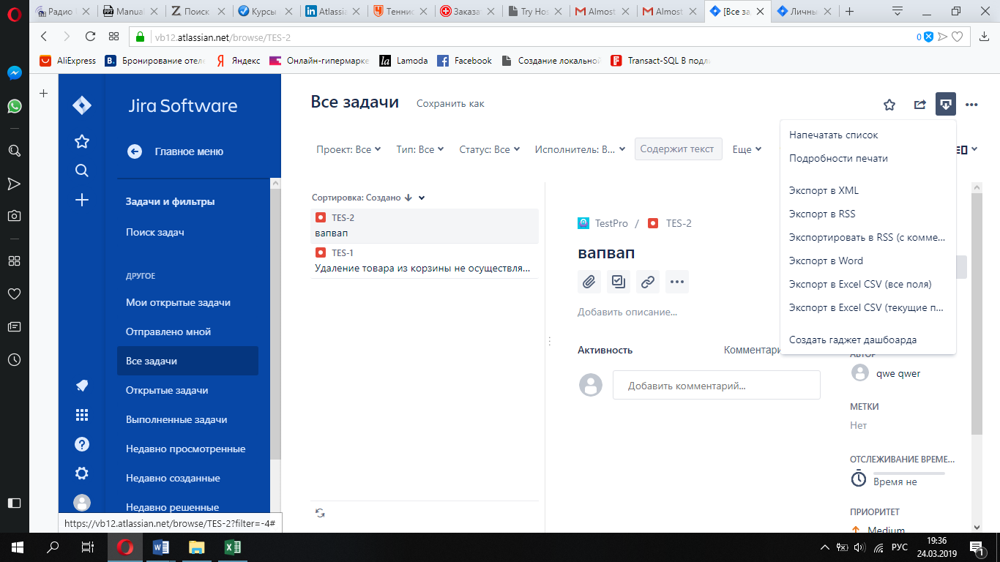 Радио
Manual
Поиск
Курсы
Atlassia
Теннис
Заказа
Try Hos
Almost
Almost
[Все за
Личны
vb12.atlassian.net/browse/TES-2
0
AliExpress
Бронирование отеле
Яндекс
Онлайн-гипермарке
Lamoda
Facebook
Создание локальной
Transact-SQL В подли
Jira Software
Главное меню
Задачи и фильтры
Поиск задач
ДРУГОЕ
Мои открытые задачи
Отправлено мной
Все задачи
Открытые задачи
Выполненные задачи
Недавно просмотренные
Недавно созданные
Недавно решенные
https://vb12.atlassian.net/browse/TES-2?filter=-4#
Все задачи
Сохранить как
Проект: Все
Тип: Все
Статус: Все
Исполнитель: В...
Содержит текст
Еще
Сортировка: Создано
TES-2
вапвап
TES-1
Удаление товара из корзины не осуществля...
TestPro / TES-2
вапвап
Добавить описание...
Активность
Комментари
Добавить комментарий...
Напечатать список
Подробности печати
Экспорт в XML
Экспорт в RSS
Экспортировать в RSS (с комме...
Экспорт в Word
Экспорт в Excel CSV (все поля)
Экспорт в Excel CSV (текущие п...
Создать гаджет дашбоарда
АВТОР
qwe qwer
МЕТКИ
Нет
ОТСЛЕЖИВАНИЕ ВРЕМЕ...
Время не
ПРИОРИТЕТ
Medium
РУС
19:36
24.03.2019
1